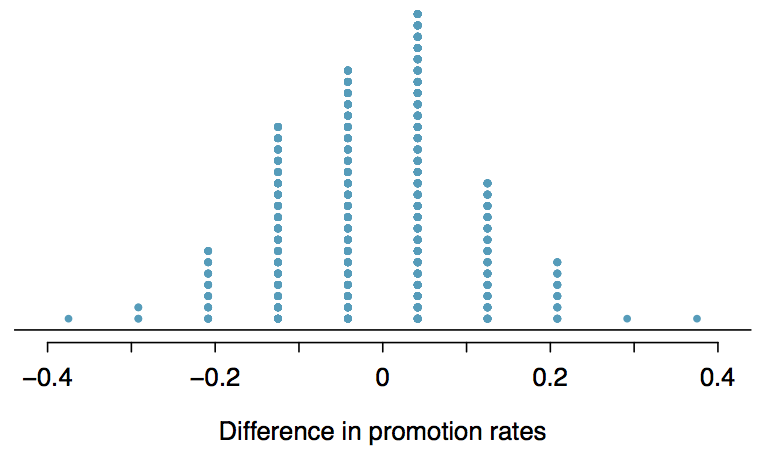 −0.4 −0.2 0 0.2 0.4
Difference in promotion rates